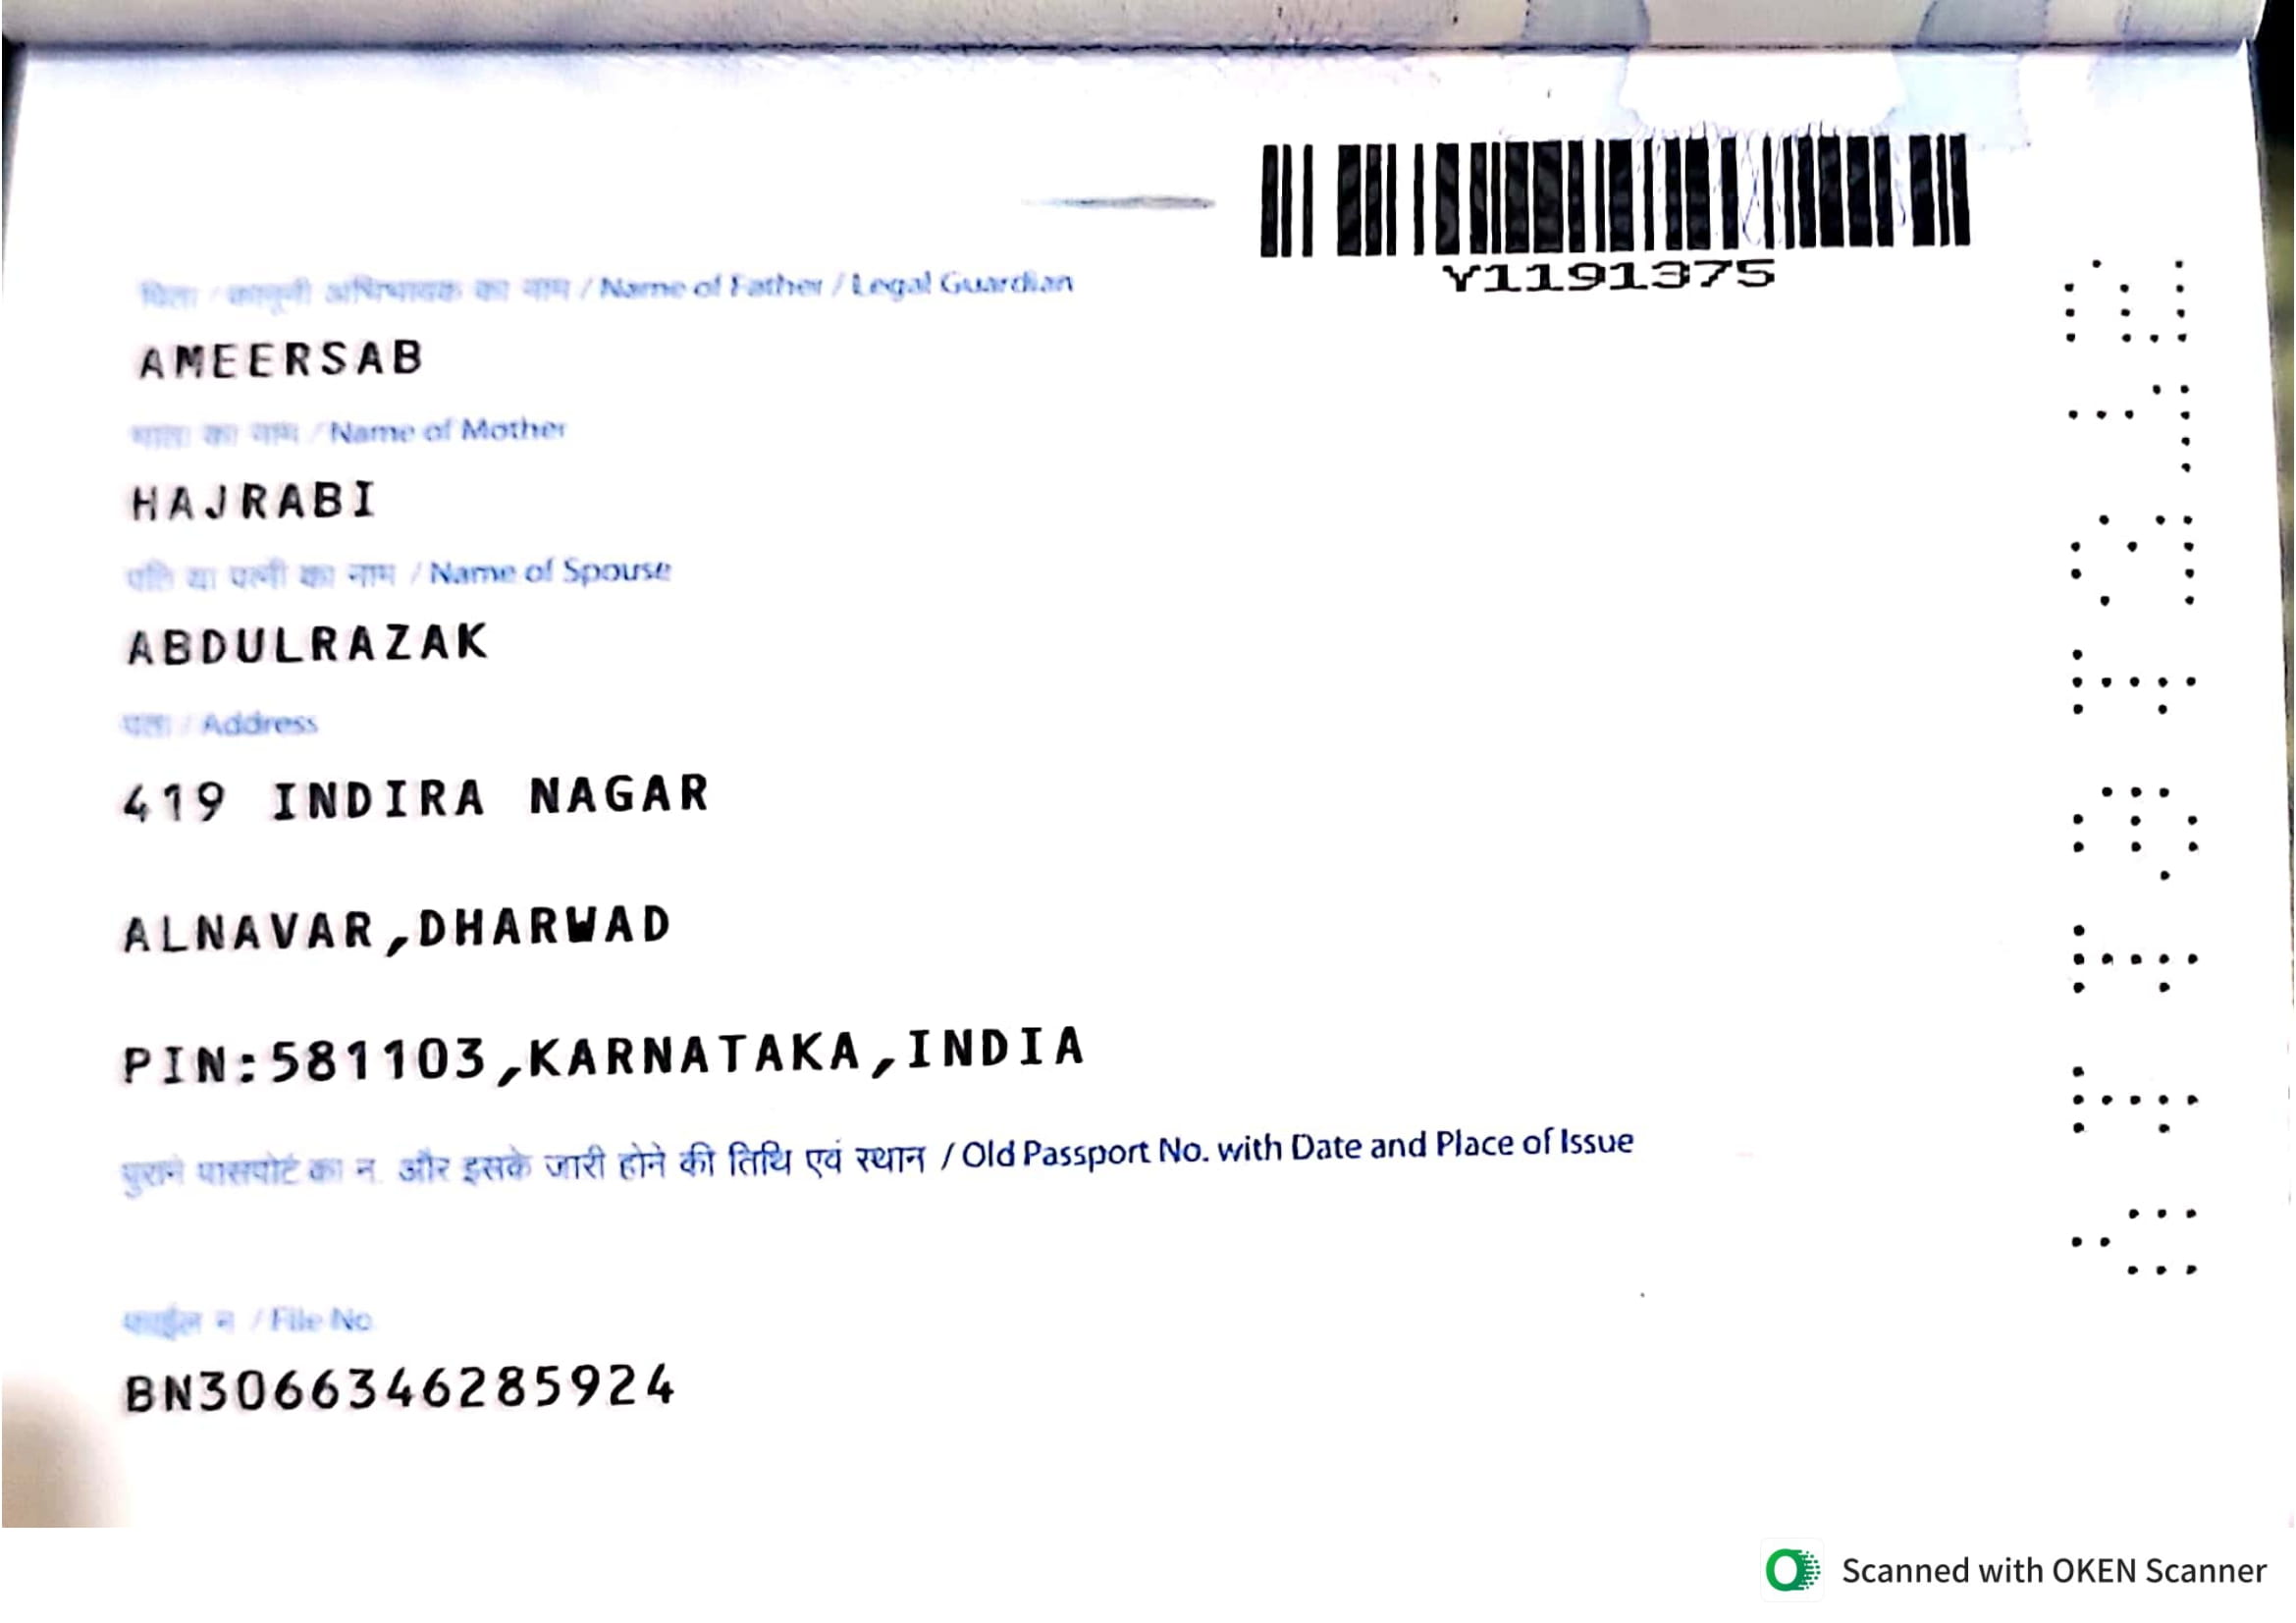 Y1191375
पिता / कानूनी अभिभावक का नाम / Name of Father / Legal Guardian
AMEERSAB
माता का नाम / Name of Mother
HAJRABI
पति या पत्नी का नाम / Name of Spouse
ABDULRAZAK
पता / Address
419 INDIRA NAGAR
ALNAVAR,DHARWAD
PIN:581103,KARNATAKA,INDIA
पुराने पासपोर्ट का न. और इसके जारी होने की तिथि एवं स्थान / Old Passport No. with Date and Place of Issue
फाईल न / File No
BN3066346285924
Y1191375
Scanned with OKEN Scanner